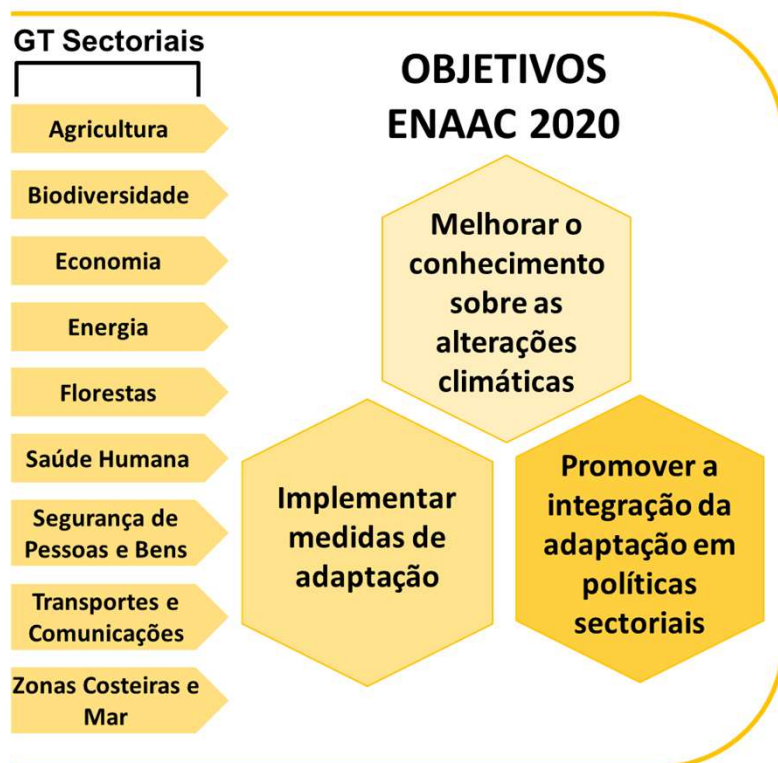 GT Sectoriais
Agricultura
Biodiversidade
Economia
Energia
Florestas
Saúde Humana
Segurança de
Pessoas e Bens
Transportes e
Comunicações
Zonas Costeiras e
Mar
OBJETIVOS
ENAAC 2020
Melhorar o
conhecimento
sobre as
alterações
climáticas
Implementar
medidas de
adaptação
Promover a
integração da
adaptação em
políticas
sectoriais